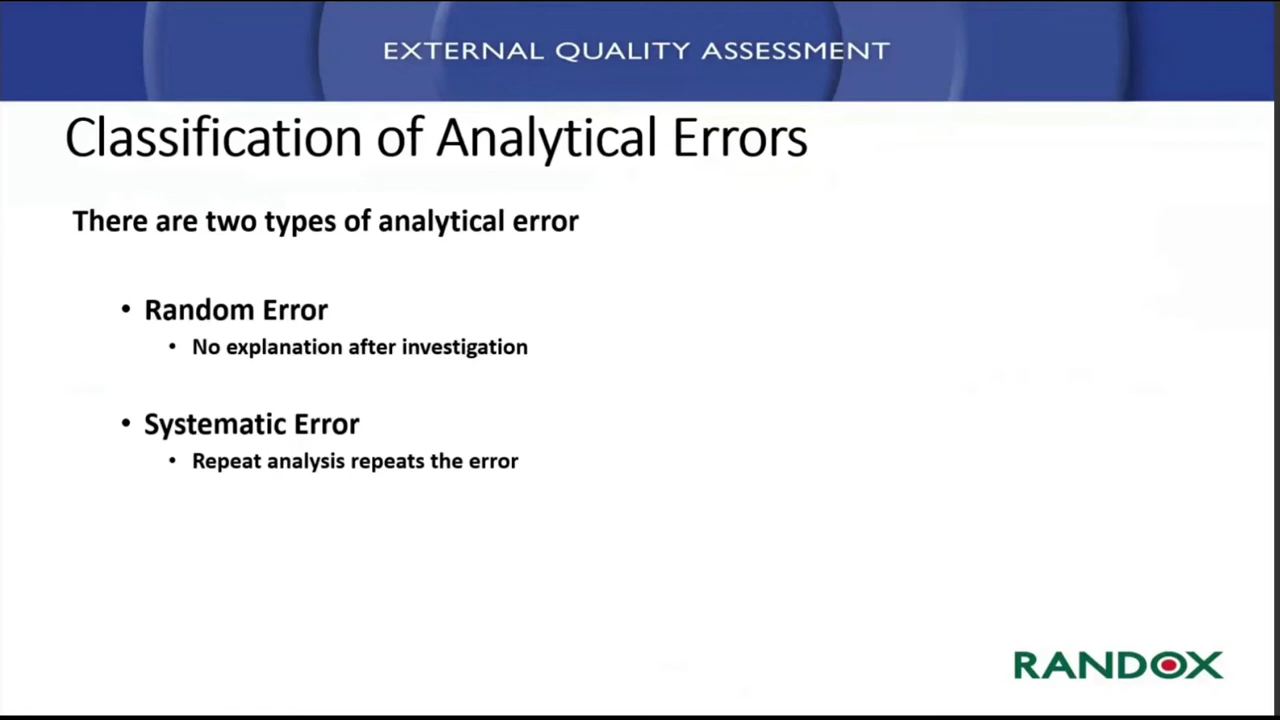 EXTERNAL QUALITY ASSESSMENT
Classification of Analytical Errors
There are two types of analytical error
• Random Error
• No explanation after investigation
• Systematic Error
• Repeat analysis repeats the error
RANDOX